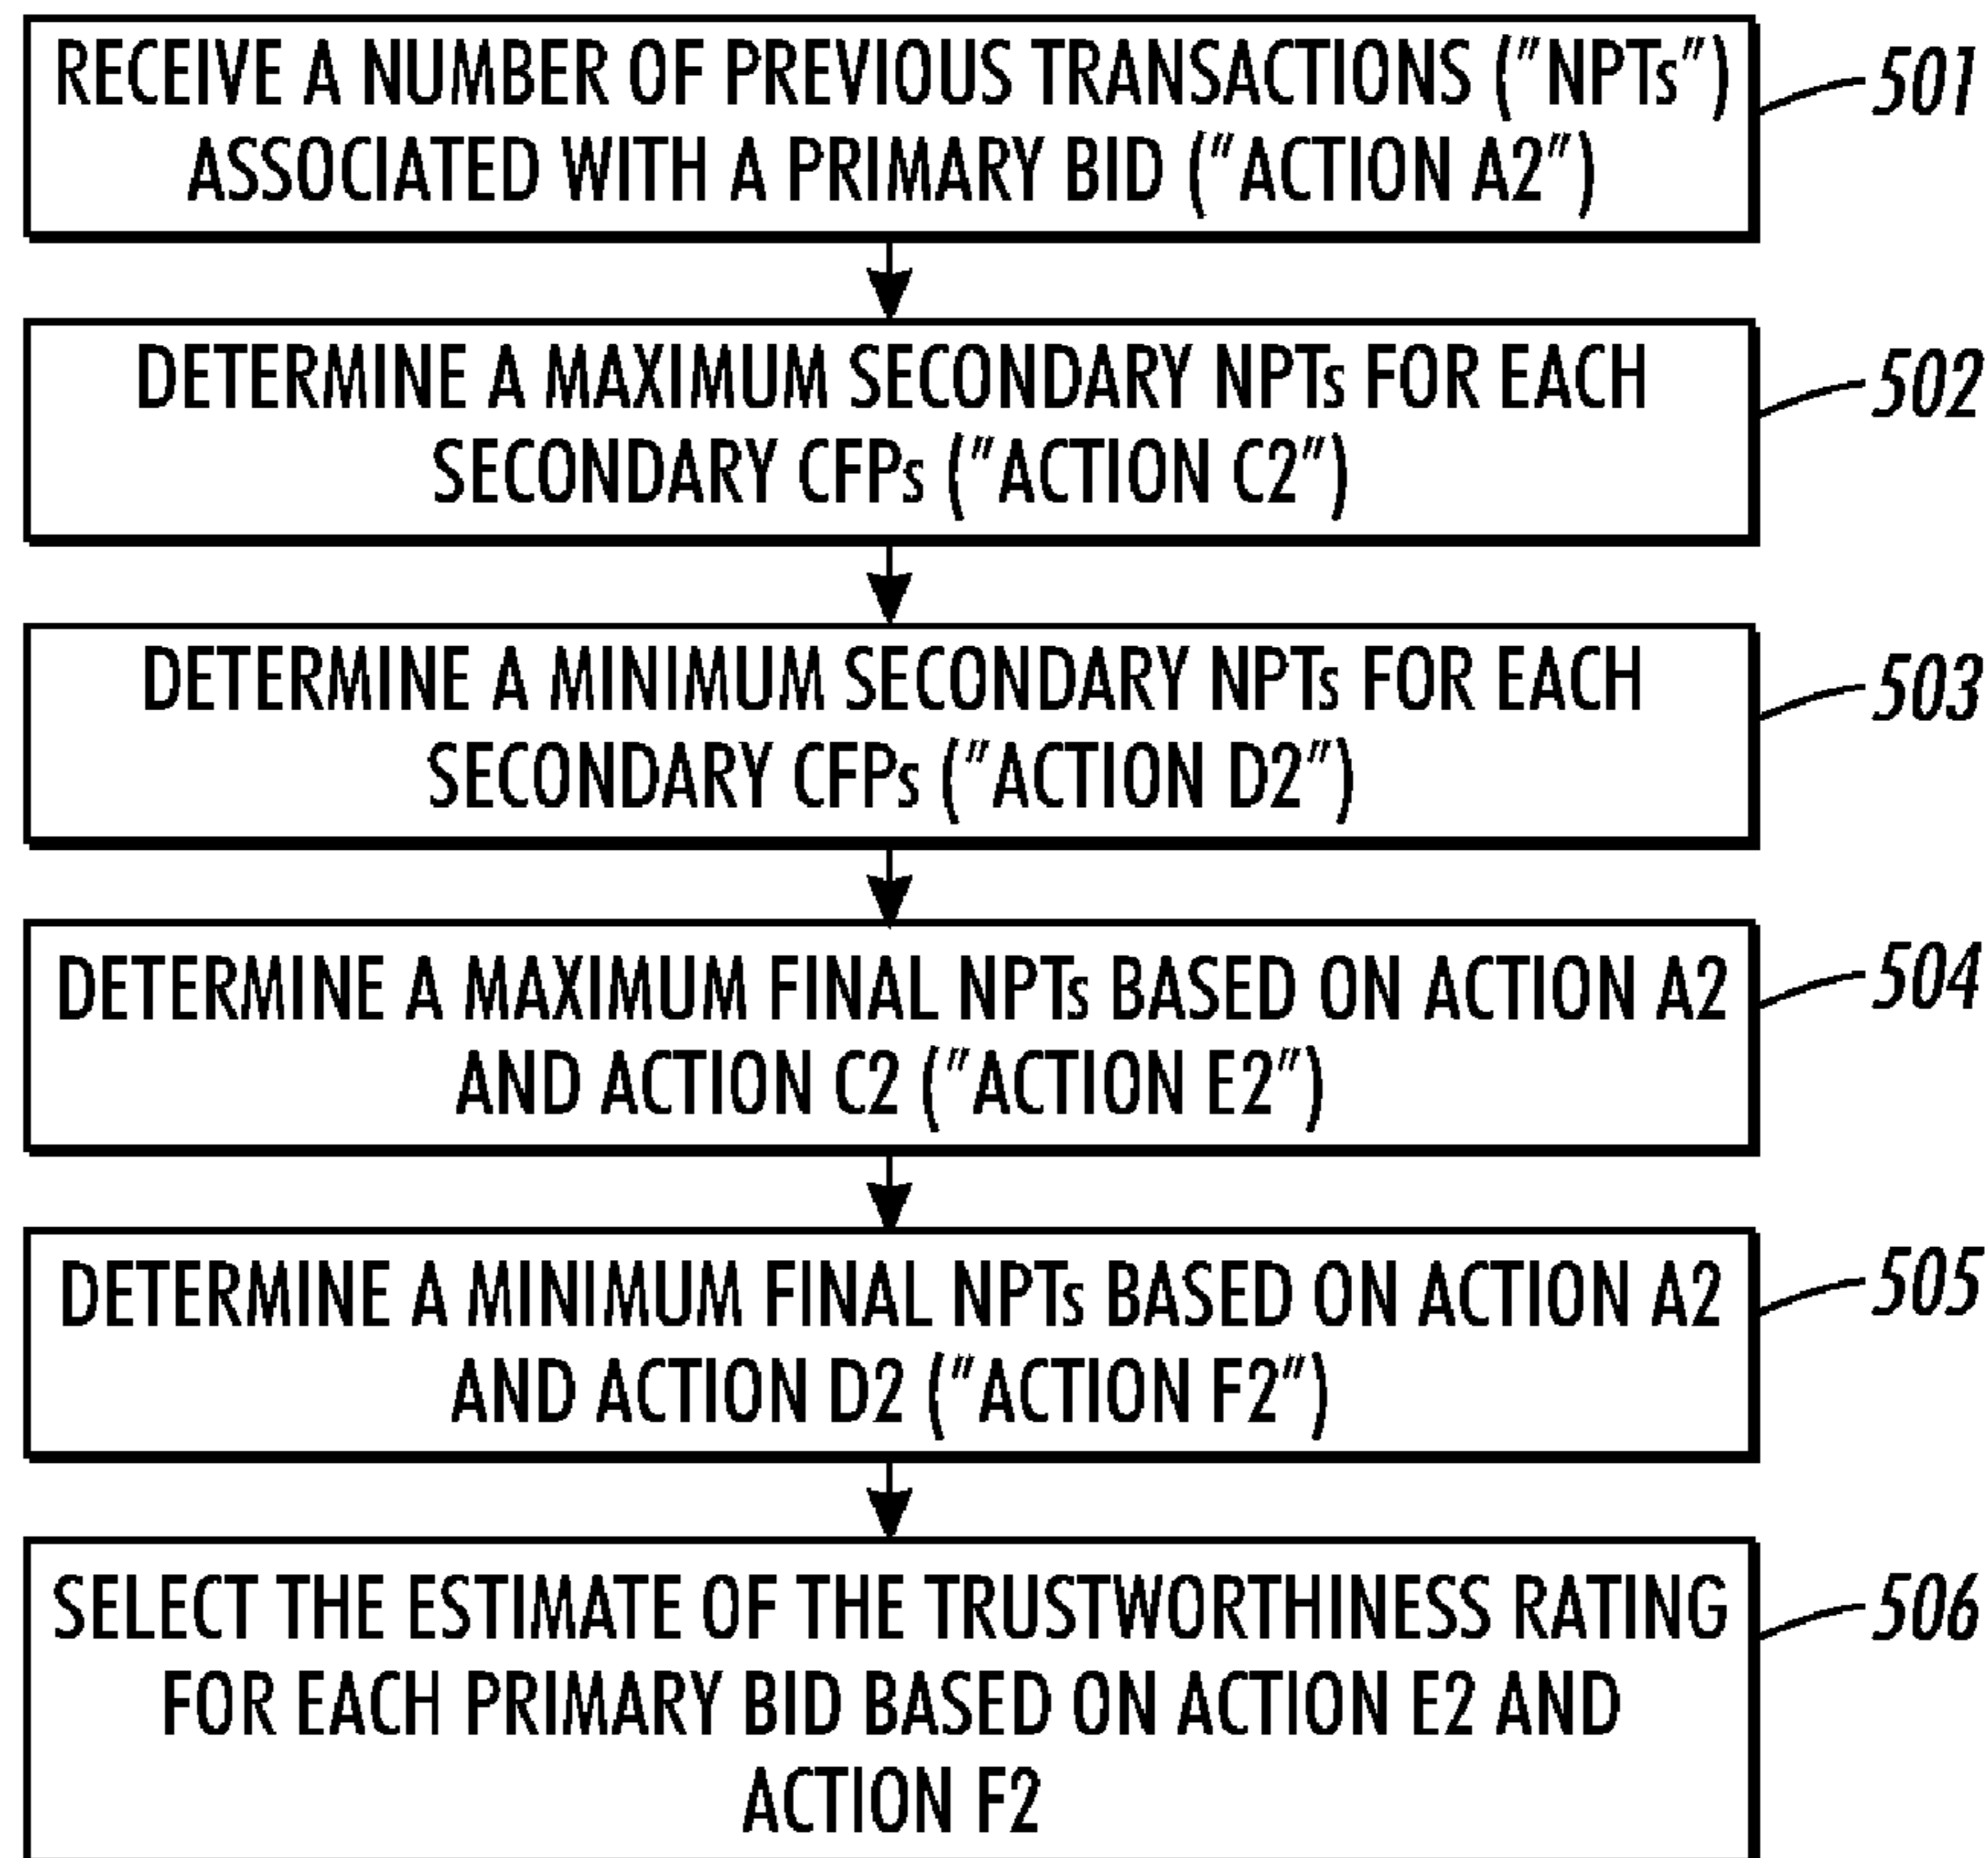 RECEIVE A NUMBER OF PREVIOUS TRANSACTIONS ("NPTs")
ASSOCIATED WITH A PRIMARY BID ("ACTION A2")
501
DETERMINE A MAXIMUM SECONDARY NPTs FOR EACH
SECONDARY CFPs ("ACTION C2")
502
DETERMINE A MINIMUM SECONDARY NPTs FOR EACH
SECONDARY CFPs ("ACTION D2")
503
DETERMINE A MAXIMUM FINAL NPTs BASED ON ACTION A2
AND ACTION C2 ("ACTION E2")
504
DETERMINE A MINIMUM FINAL NPTs BASED ON ACTION A2
AND ACTION D2 ("ACTION F2")
505
SELECT THE ESTIMATE OF THE TRUSTWORTHINESS RATING
FOR EACH PRIMARY BID BASED ON ACTION E2 AND
ACTION F2
506